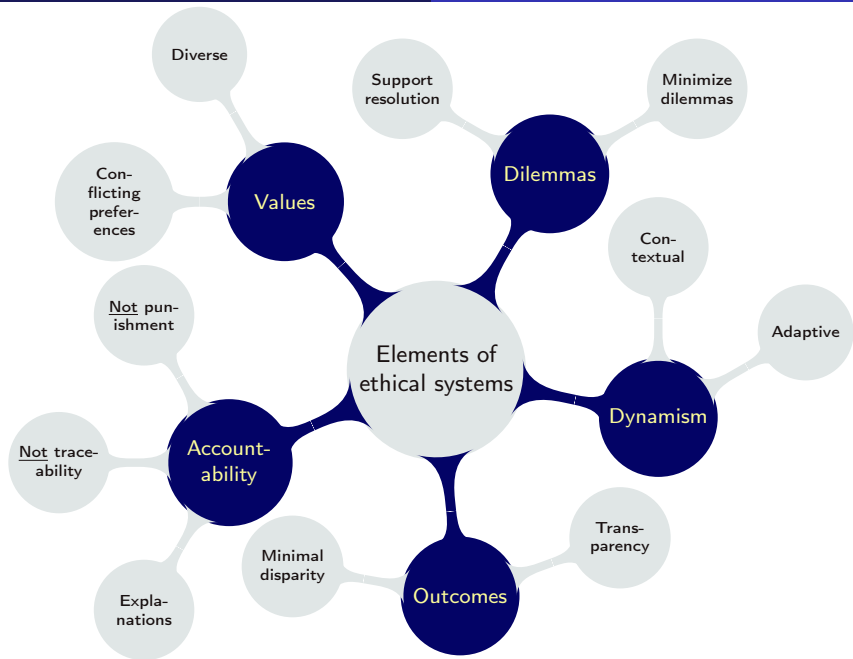 Diverse
Support
resolution
Minimize
dilemmas
Dilemmas
Con-
flicting
prefer-
ences
Values
Con-
textual
Not pun-
ishment
Adaptive
Elements of
ethical systems
Dynamism
Not trace-
ability
Account-
ability
Trans-
parency
Minimal
disparity
Outcomes
Expla-
nations